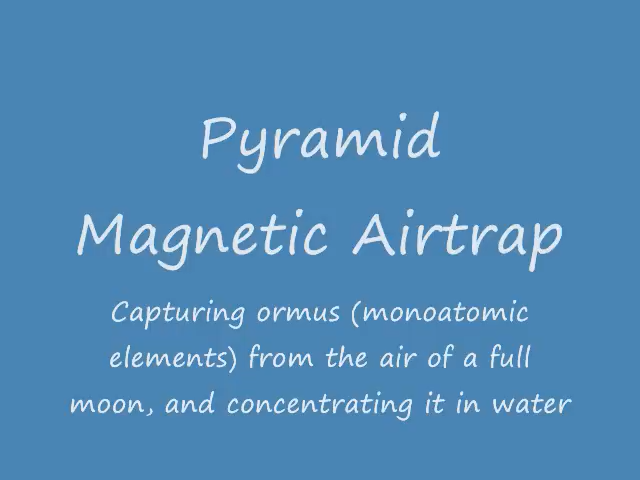 Pyramid
Magnetic Airtrap
Capturing ormus (monoatomic
elements) from the air of a full
moon, and concentrating it in water